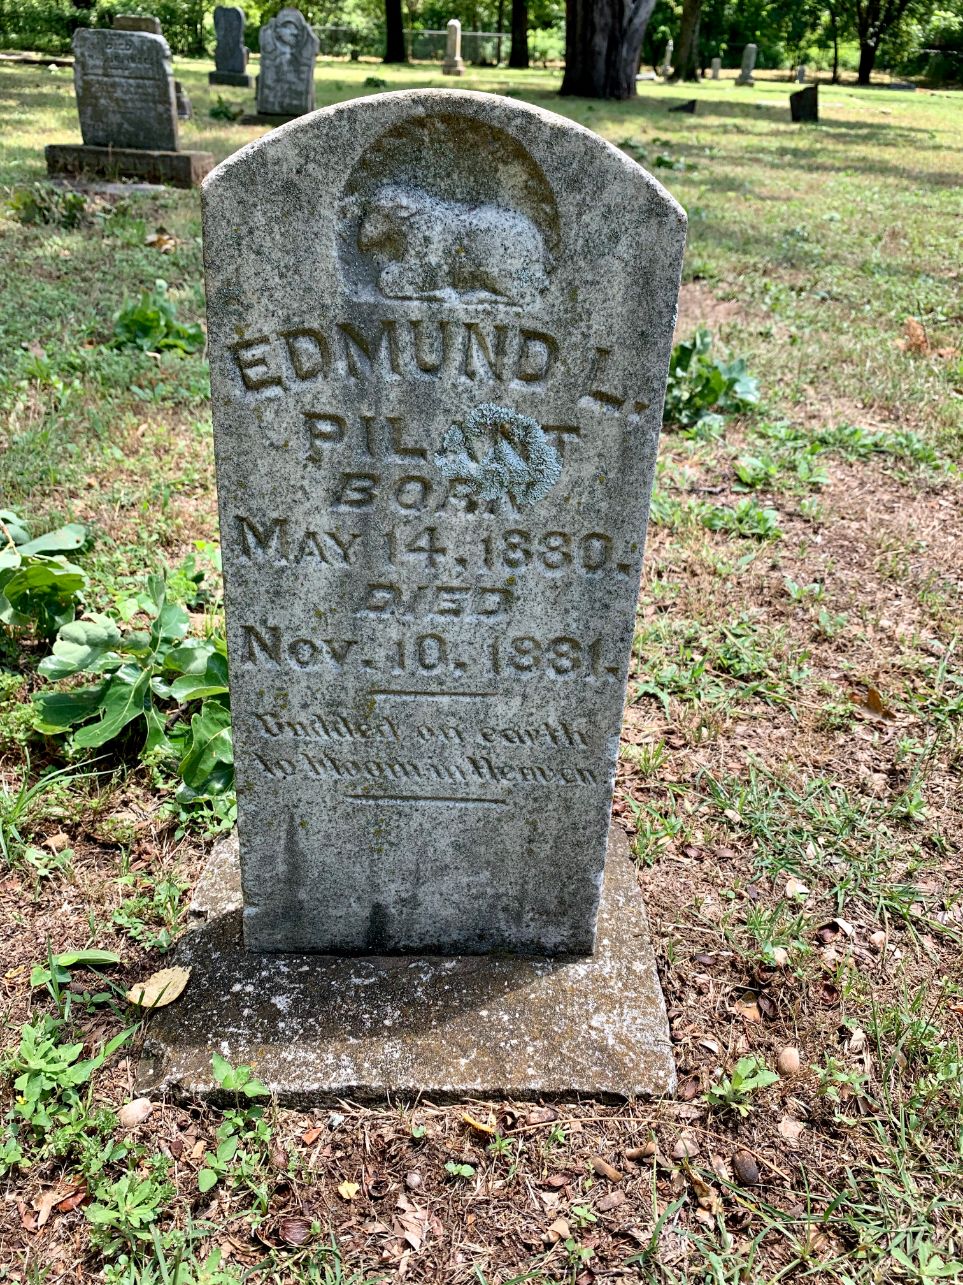 EDMUND L.
PILANT
BORN
MAY 14, 1880.
DIED
NOV. 10. 1881.
Budded on earth
to bloom in Heaven